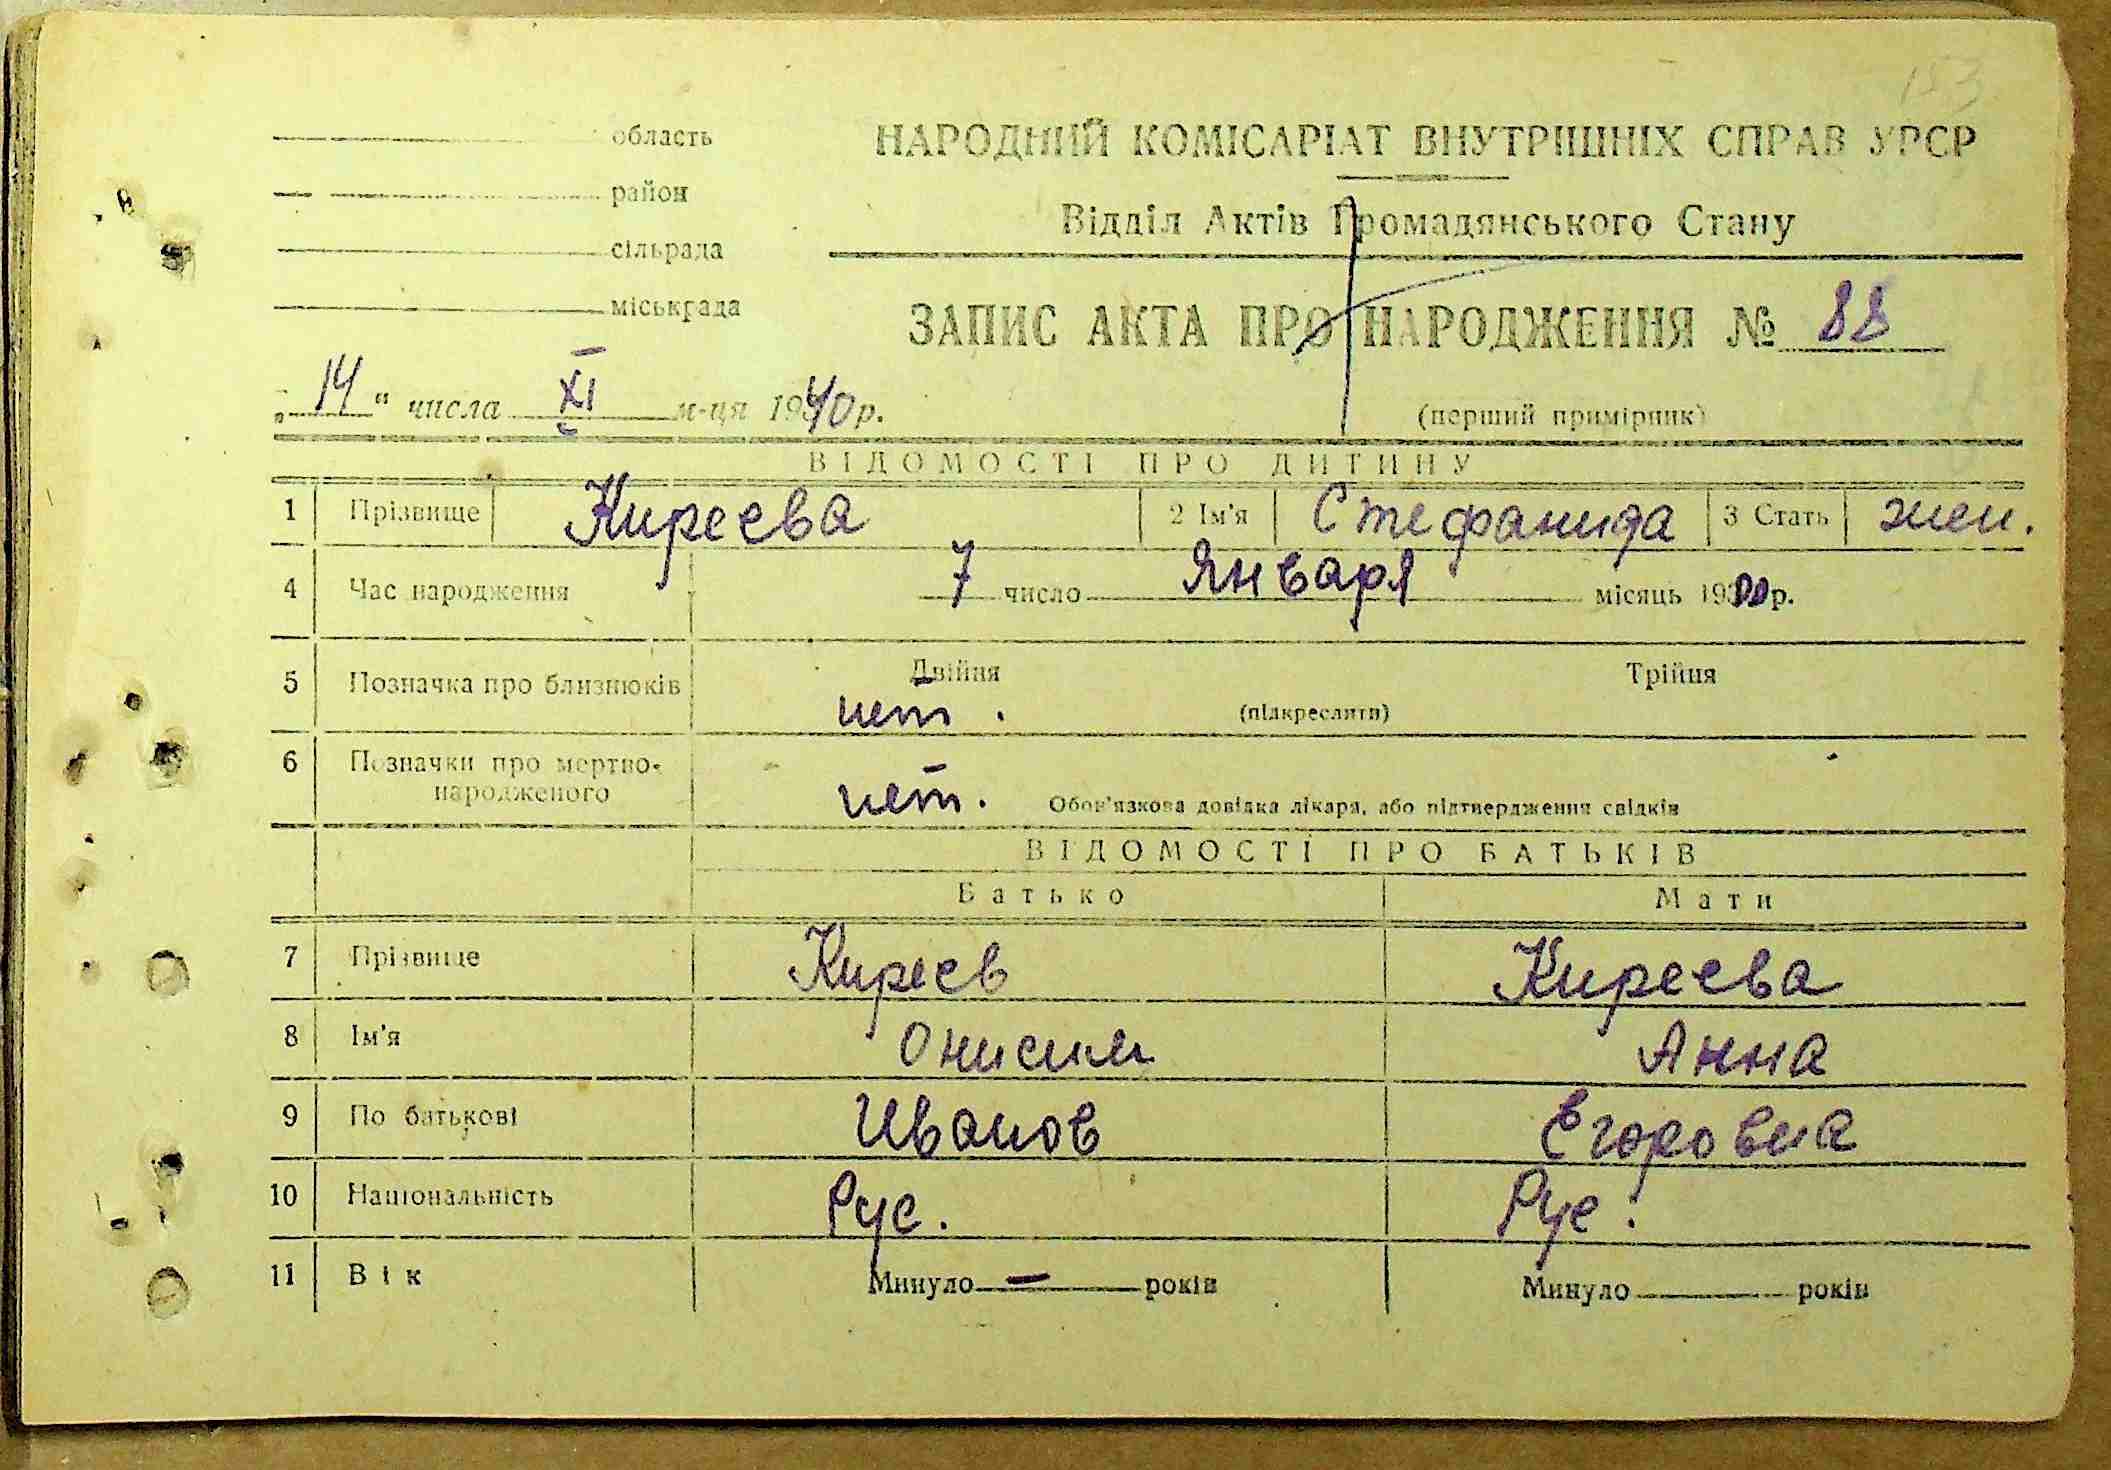 153
область
район
сільрада
міськрада
НАРОДНИЙ КОМІСАРІАТ ВНУТРІШНІХ СПРАВ УРСР
Відділ Актів Громадянського Стану
ЗАПИС АКТА ПРО НАРОДЖЕННЯ № 88
„14“ числа XI м-ця 1940 р.
(перший примірник)
ВІДОМОСТІ ПРО ДИТИНУ
1 Прізвище Киреева 2 Ім'я Стефанида 3 Стать жен.
4 Час народження 7 число Января місяць 1900 р.
5 Позначка про близнюків Двійня Трійня
нет. (підкреслити)
6 Позначки про мертво-
народженого нет. Обов'язкова довідка лікаря, або підтвердження свідків
ВІДОМОСТІ ПРО БАТЬКІВ
Батько Мати
7 Прізвище Киреев Киреева
8 Ім'я Онисим Анна
9 По батькові Иванов Егоровна
10 Національність Рус. Рус.
11 Вік Минуло — років Минуло років